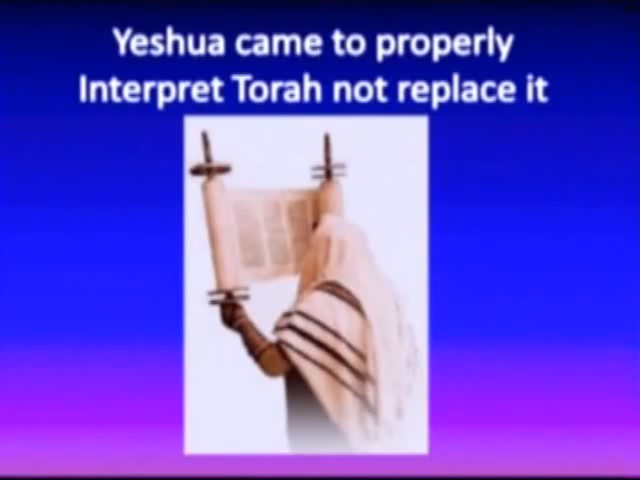 Yeshua came to properly
Interpret Torah not replace it